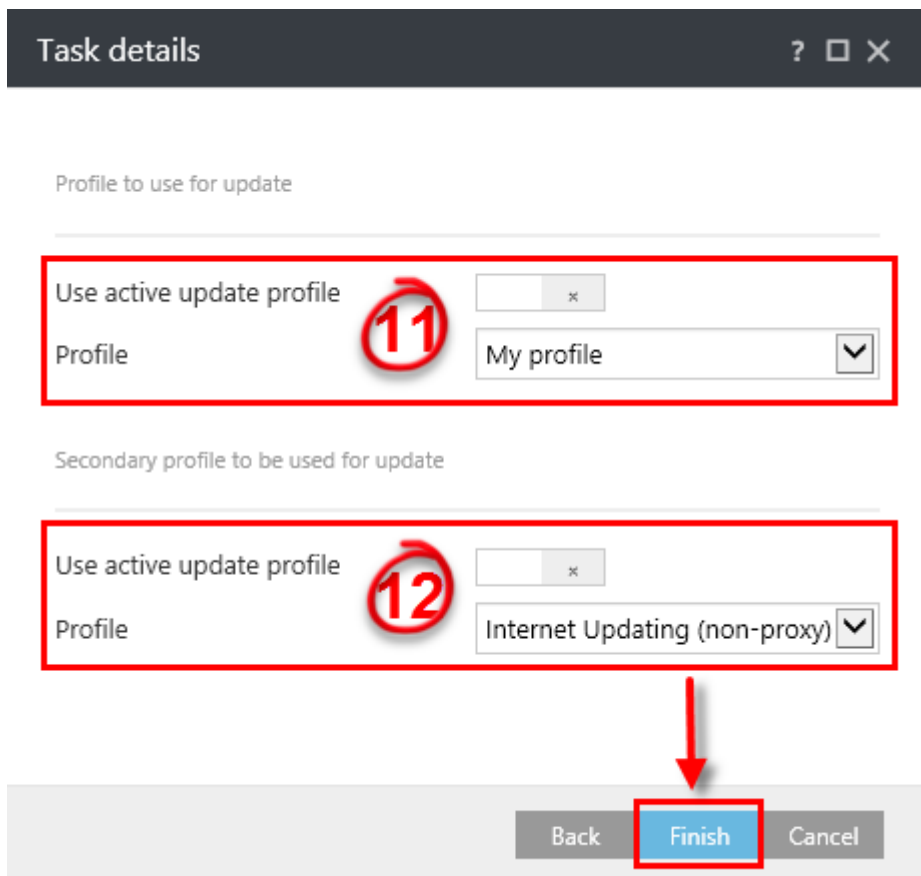 Task details ?
Profile to use for update
Use active update profile x
11
Profile My profile
Secondary profile to be used for update
Use active update profile x
12
Profile Internet Updating (non-proxy)
Back Finish Cancel